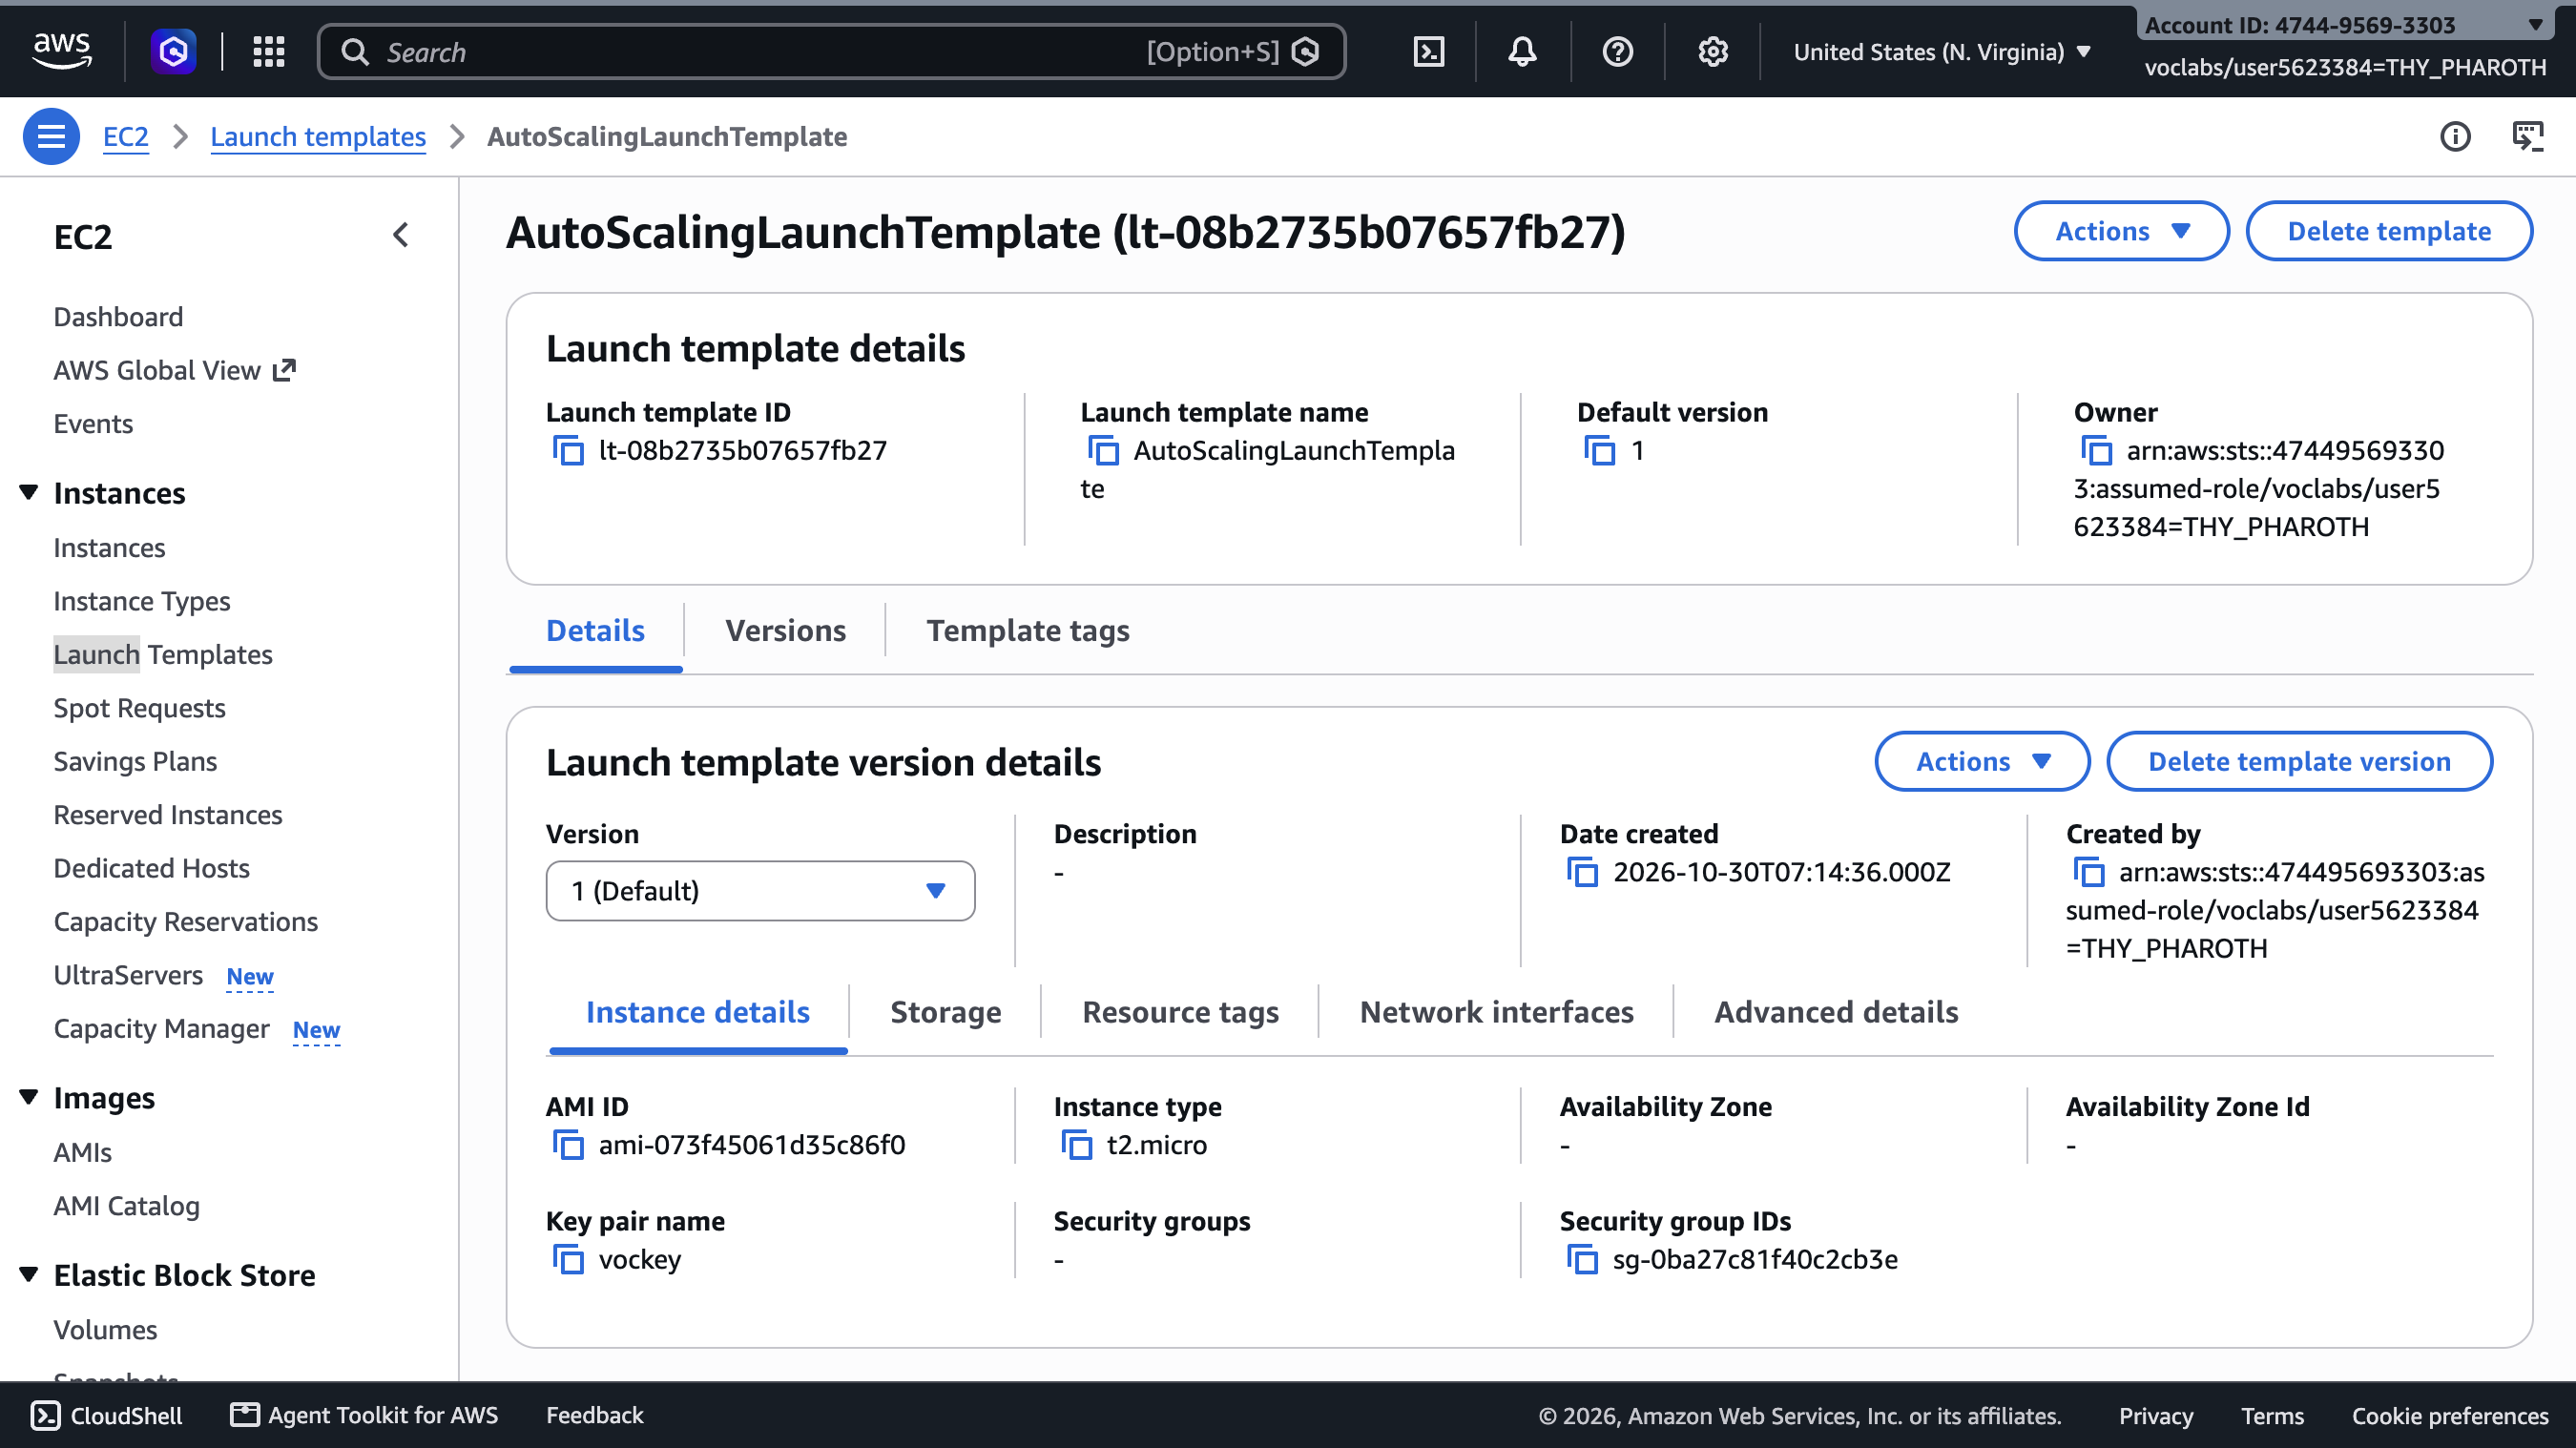 aws
Search
[Option+S]
United States (N. Virginia)
Account ID: 4744-9569-3303
voclabs/user5623384=THY_PHAROTH
EC2
Launch templates
AutoScalingLaunchTemplate
EC2
Dashboard
AWS Global View
Events
Instances
Instances
Instance Types
Launch Templates
Spot Requests
Savings Plans
Reserved Instances
Dedicated Hosts
Capacity Reservations
UltraServers New
Capacity Manager New
Images
AMIs
AMI Catalog
Elastic Block Store
Volumes
Snapshots
AutoScalingLaunchTemplate (lt-08b2735b07657fb27)
Actions
Delete template
Launch template details
Launch template ID
lt-08b2735b07657fb27
Launch template name
AutoScalingLaunchTempla
te
Default version
1
Owner
arn:aws:sts::47449569330
3:assumed-role/voclabs/user5
623384=THY_PHAROTH
Details
Versions
Template tags
Launch template version details
Actions
Delete template version
Version
1 (Default)
Description
-
Date created
2026-10-30T07:14:36.000Z
Created by
arn:aws:sts::474495693303:as
sumed-role/voclabs/user5623384
=THY_PHAROTH
Instance details
Storage
Resource tags
Network interfaces
Advanced details
AMI ID
ami-073f45061d35c86f0
Instance type
t2.micro
Availability Zone
-
Availability Zone Id
-
Key pair name
vockey
Security groups
-
Security group IDs
sg-0ba27c81f40c2cb3e
CloudShell
Agent Toolkit for AWS
Feedback
© 2026, Amazon Web Services, Inc. or its affiliates.
Privacy
Terms
Cookie preferences